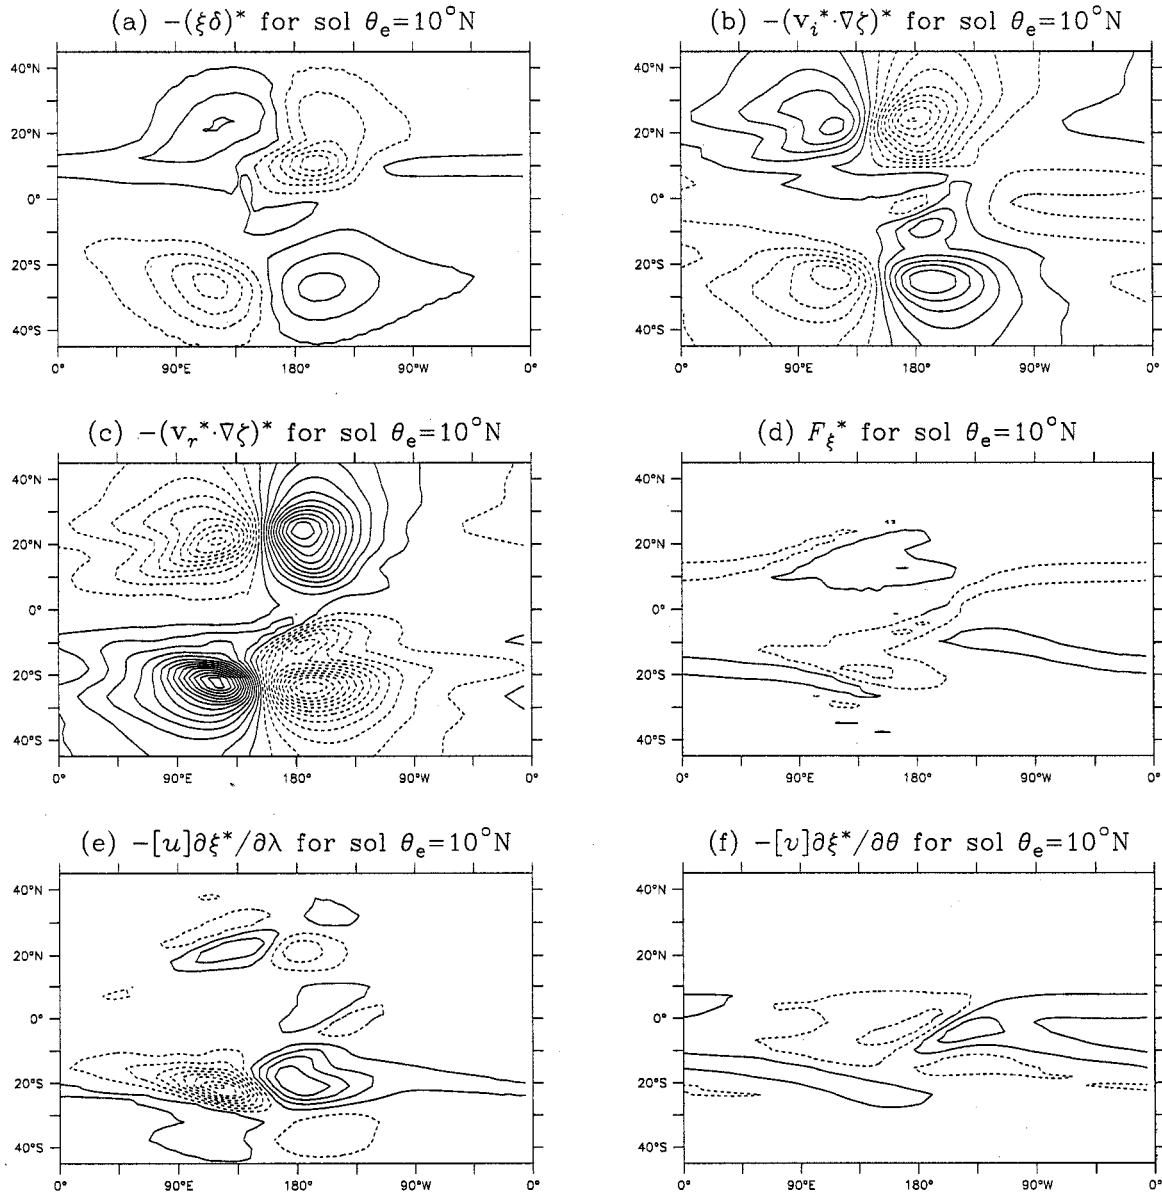 (a) −(ξδ)* for sol θe=10°N
(b) −(vi*·∇ζ)* for sol θe=10°N
40°N
20°N
0°
20°S
40°S
0° 90°E 180° 90°W 0°
40°N
20°N
0°
20°S
40°S
0° 90°E 180° 90°W 0°
(c) −(vr*·∇ζ)* for sol θe=10°N
(d) Fξ* for sol θe=10°N
40°N
20°N
0°
20°S
40°S
0° 90°E 180° 90°W 0°
40°N
20°N
0°
20°S
40°S
0° 90°E 180° 90°W 0°
(e) −[u]∂ξ*/∂λ for sol θe=10°N
(f) −[v]∂ξ*/∂θ for sol θe=10°N
40°N
20°N
0°
20°S
40°S
0° 90°E 180° 90°W 0°
40°N
20°N
0°
20°S
40°S
0° 90°E 180° 90°W 0°